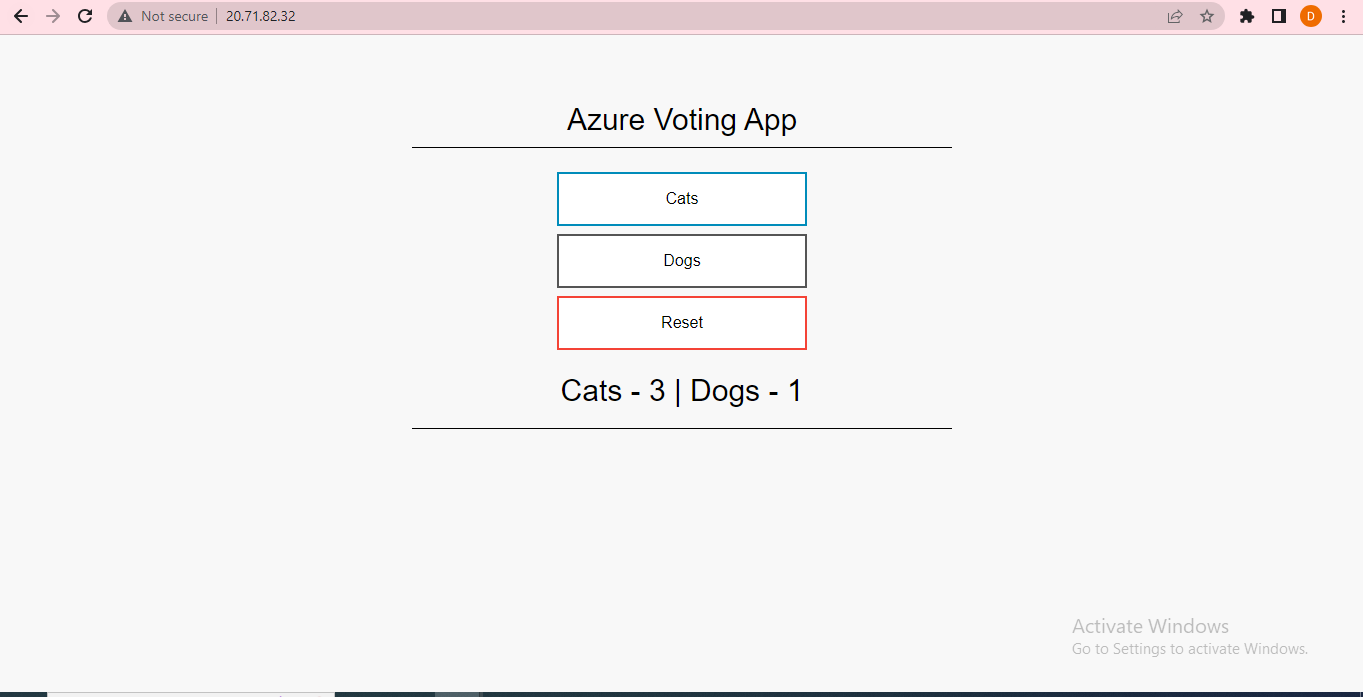 Not secure | 20.71.82.32
D
Azure Voting App
Cats
Dogs
Reset
Cats - 3 | Dogs - 1
Activate Windows
Go to Settings to activate Windows.